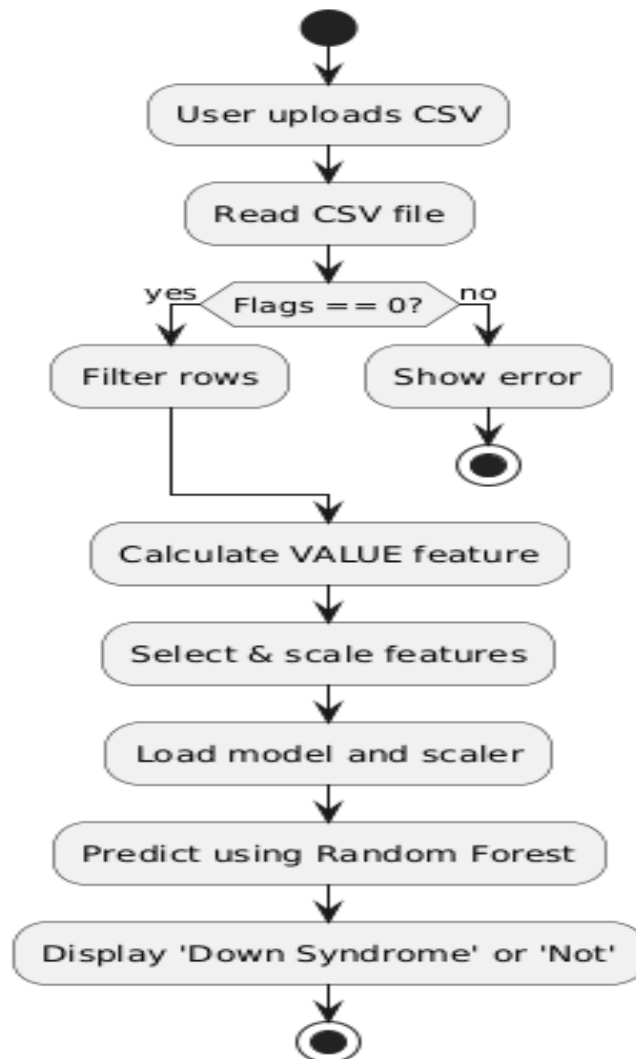 User uploads CSV
Read CSV file
yes
Flags == 0?
no
Filter rows
Show error
Calculate VALUE feature
Select & scale features
Load model and scaler
Predict using Random Forest
Display 'Down Syndrome' or 'Not'